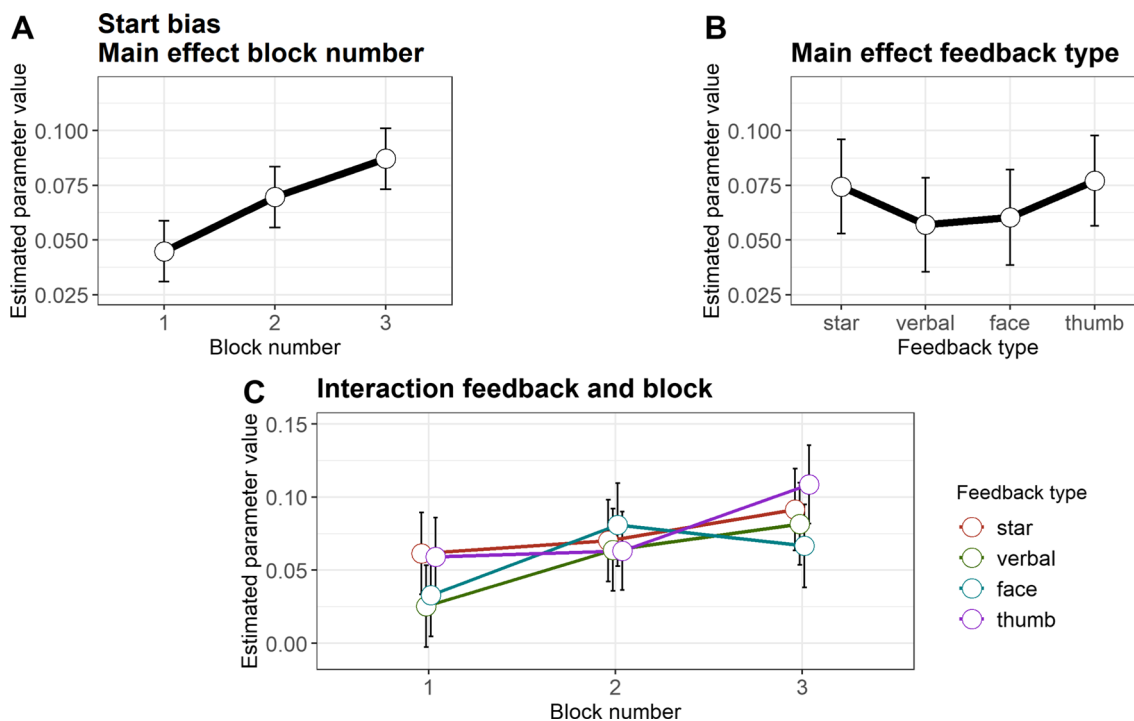 A
Start bias
Main effect block number
Estimated parameter value
0.100
0.075
0.050
0.025
1 2 3
Block number
B
Main effect feedback type
Estimated parameter value
0.100
0.075
0.050
0.025
star verbal face thumb
Feedback type
C
Interaction feedback and block
Estimated parameter value
0.15
0.10
0.05
0.00
1 2 3
Block number
Feedback type
star
verbal
face
thumb